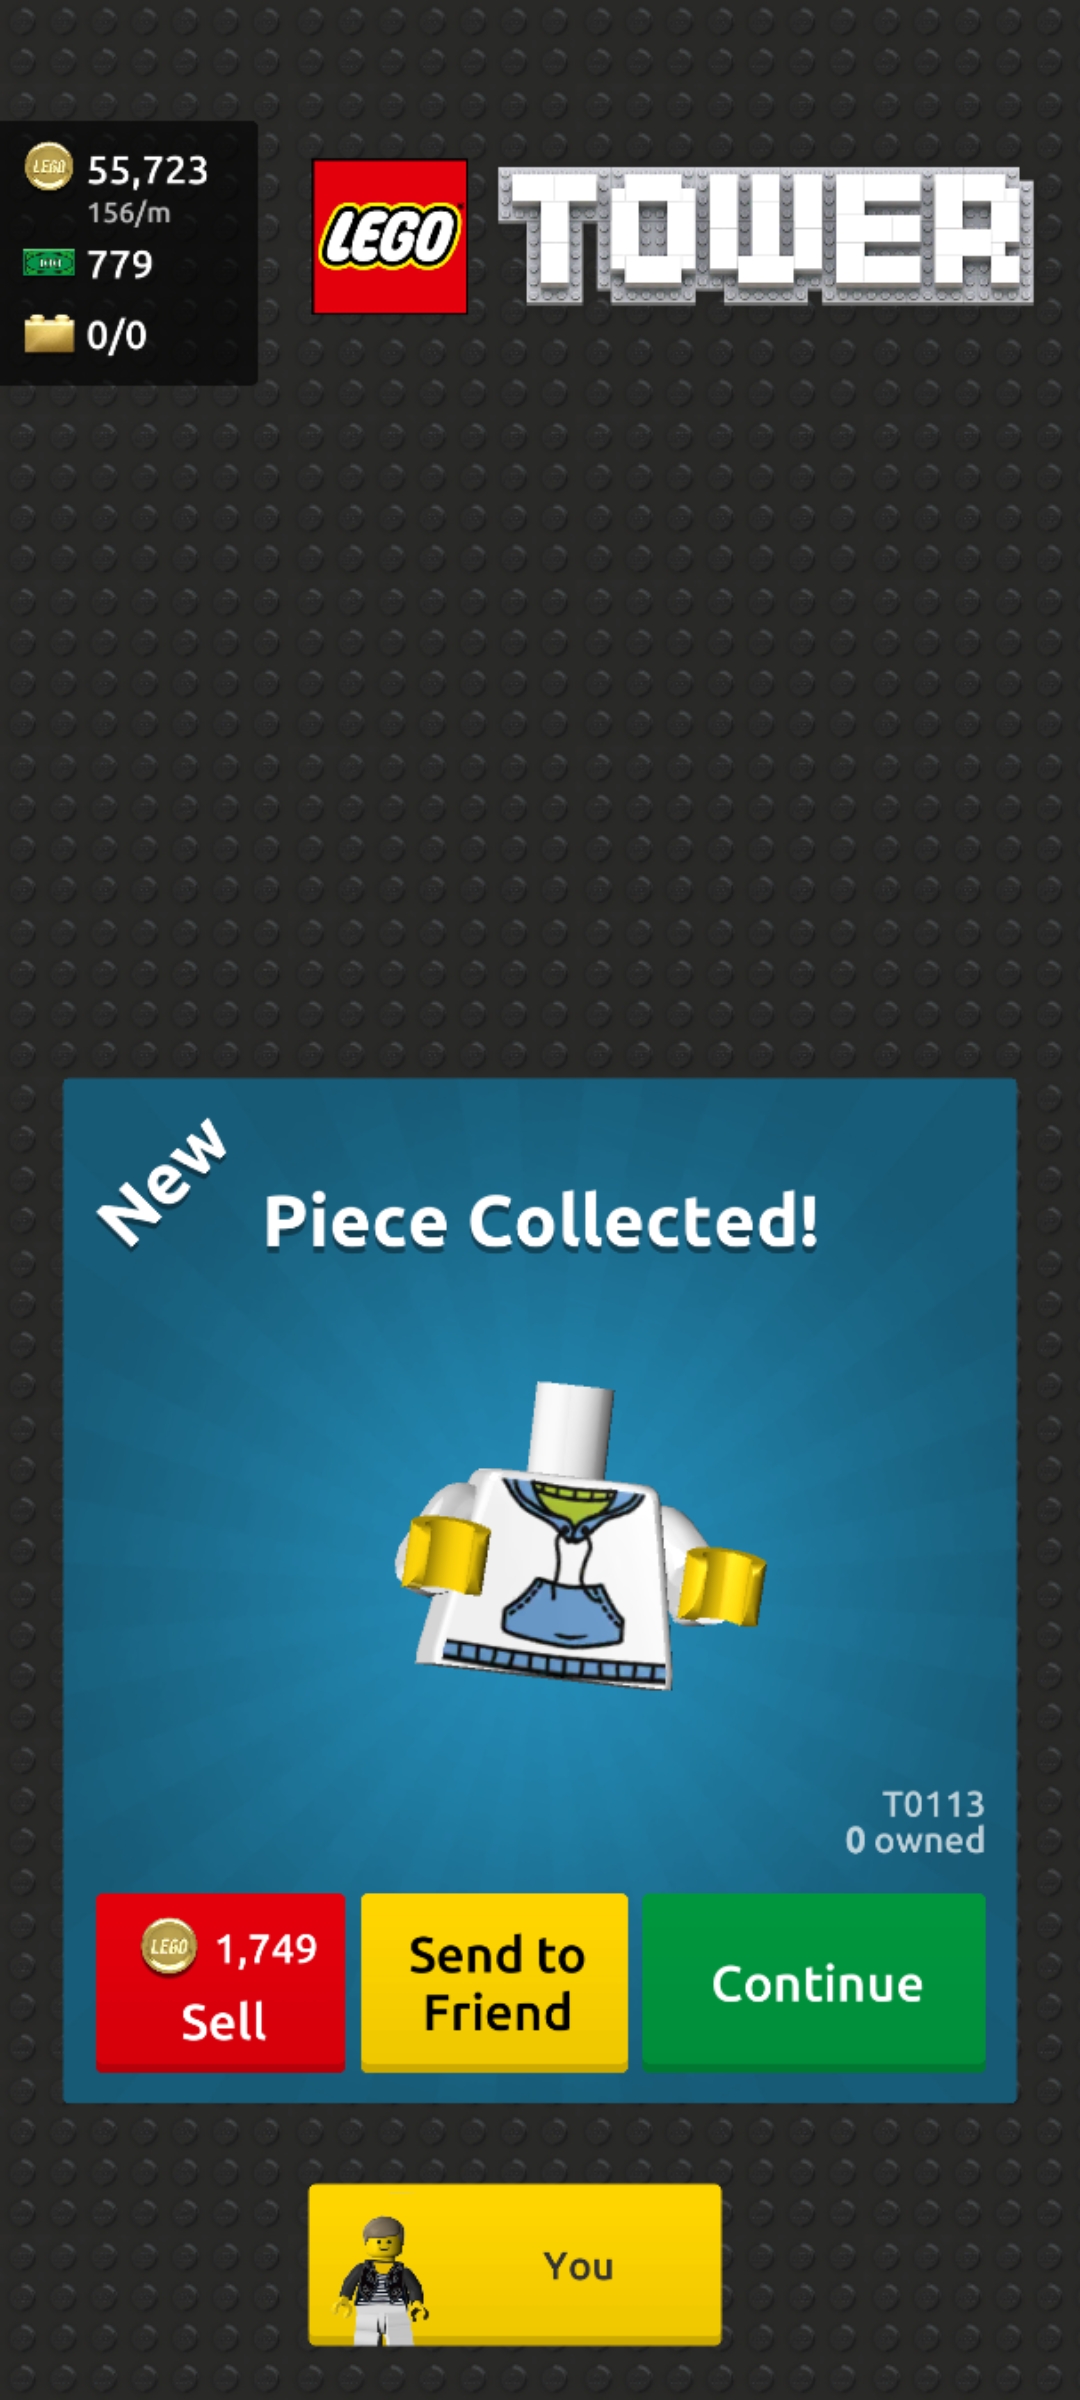 LEGO 55,723
156/m
779
0/0
LEGO
TOWER
New
Piece Collected!
T0113
0 owned
LEGO 1,749
Sell
Send to
Friend
Continue
You